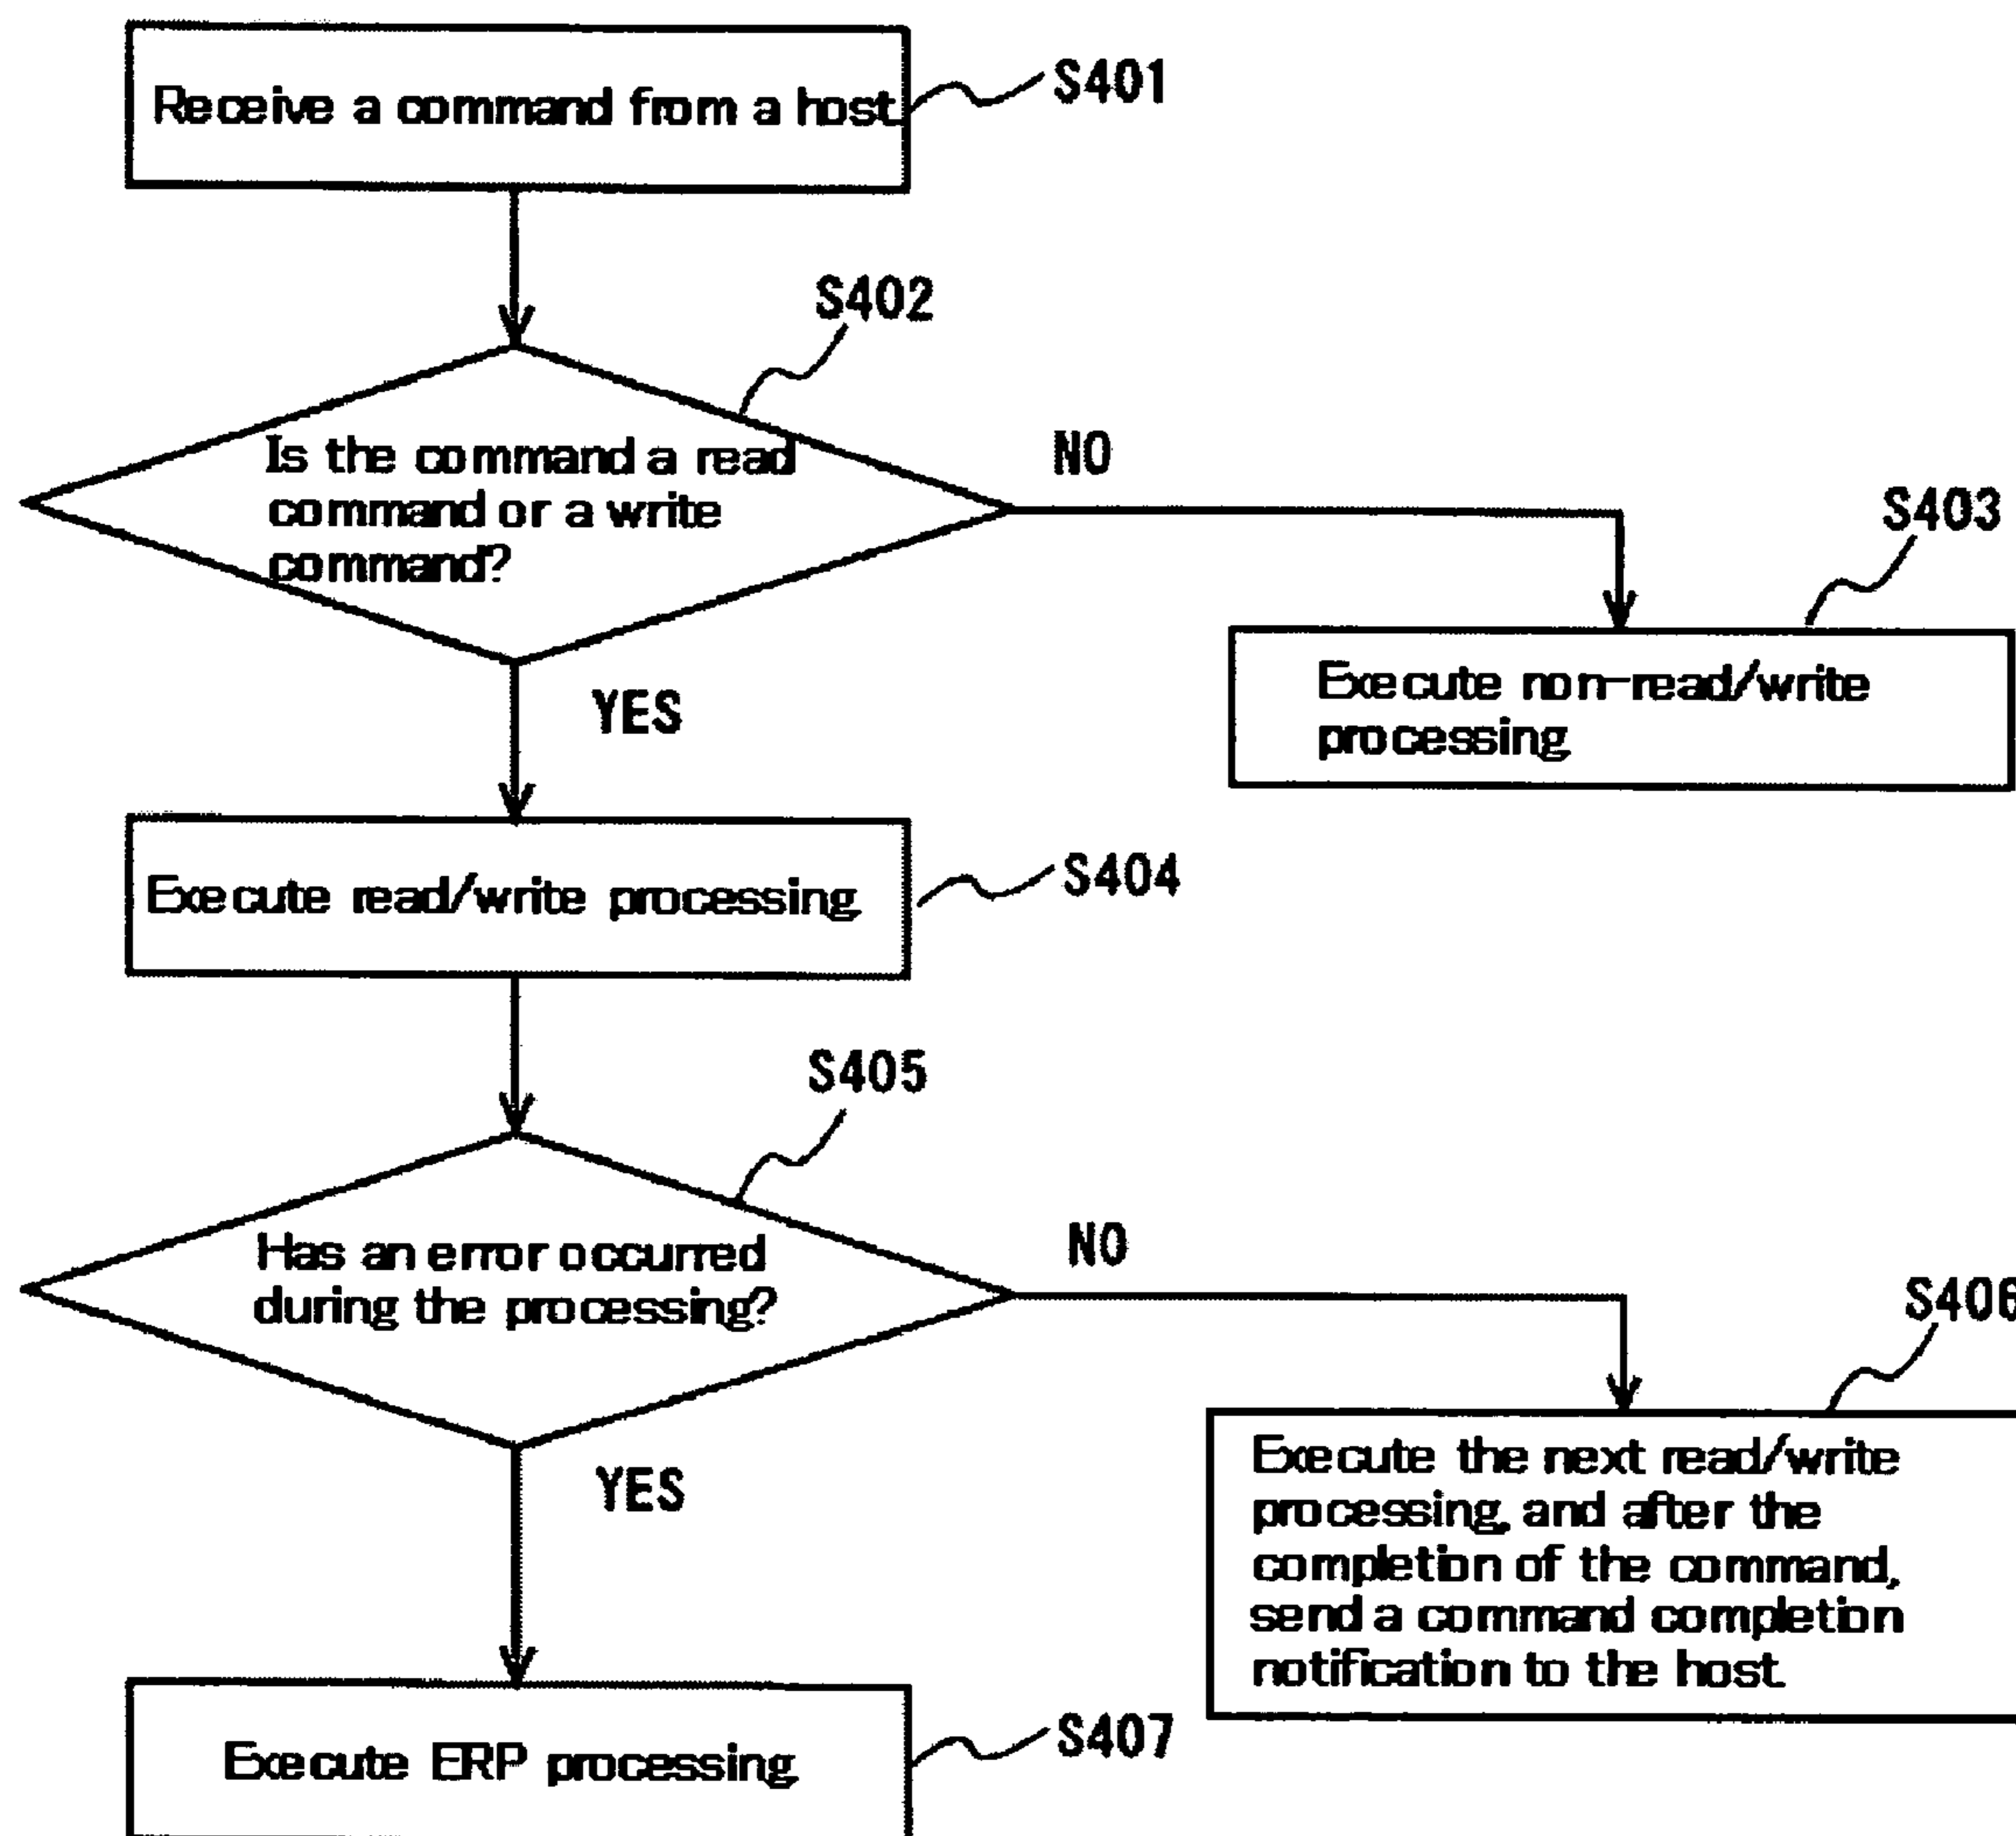 Receive a command from a host.
S401
S402
Is the command a read
command or a write
command?
NO
S403
Execute non-read/write
processing
YES
Execute read/write processing
S404
S405
Has an error occurred
during the processing?
NO
S406
YES
Execute the next read/write
processing, and after the
completion of the command,
send a command completion
notification to the host.
Execute ERP processing
S407